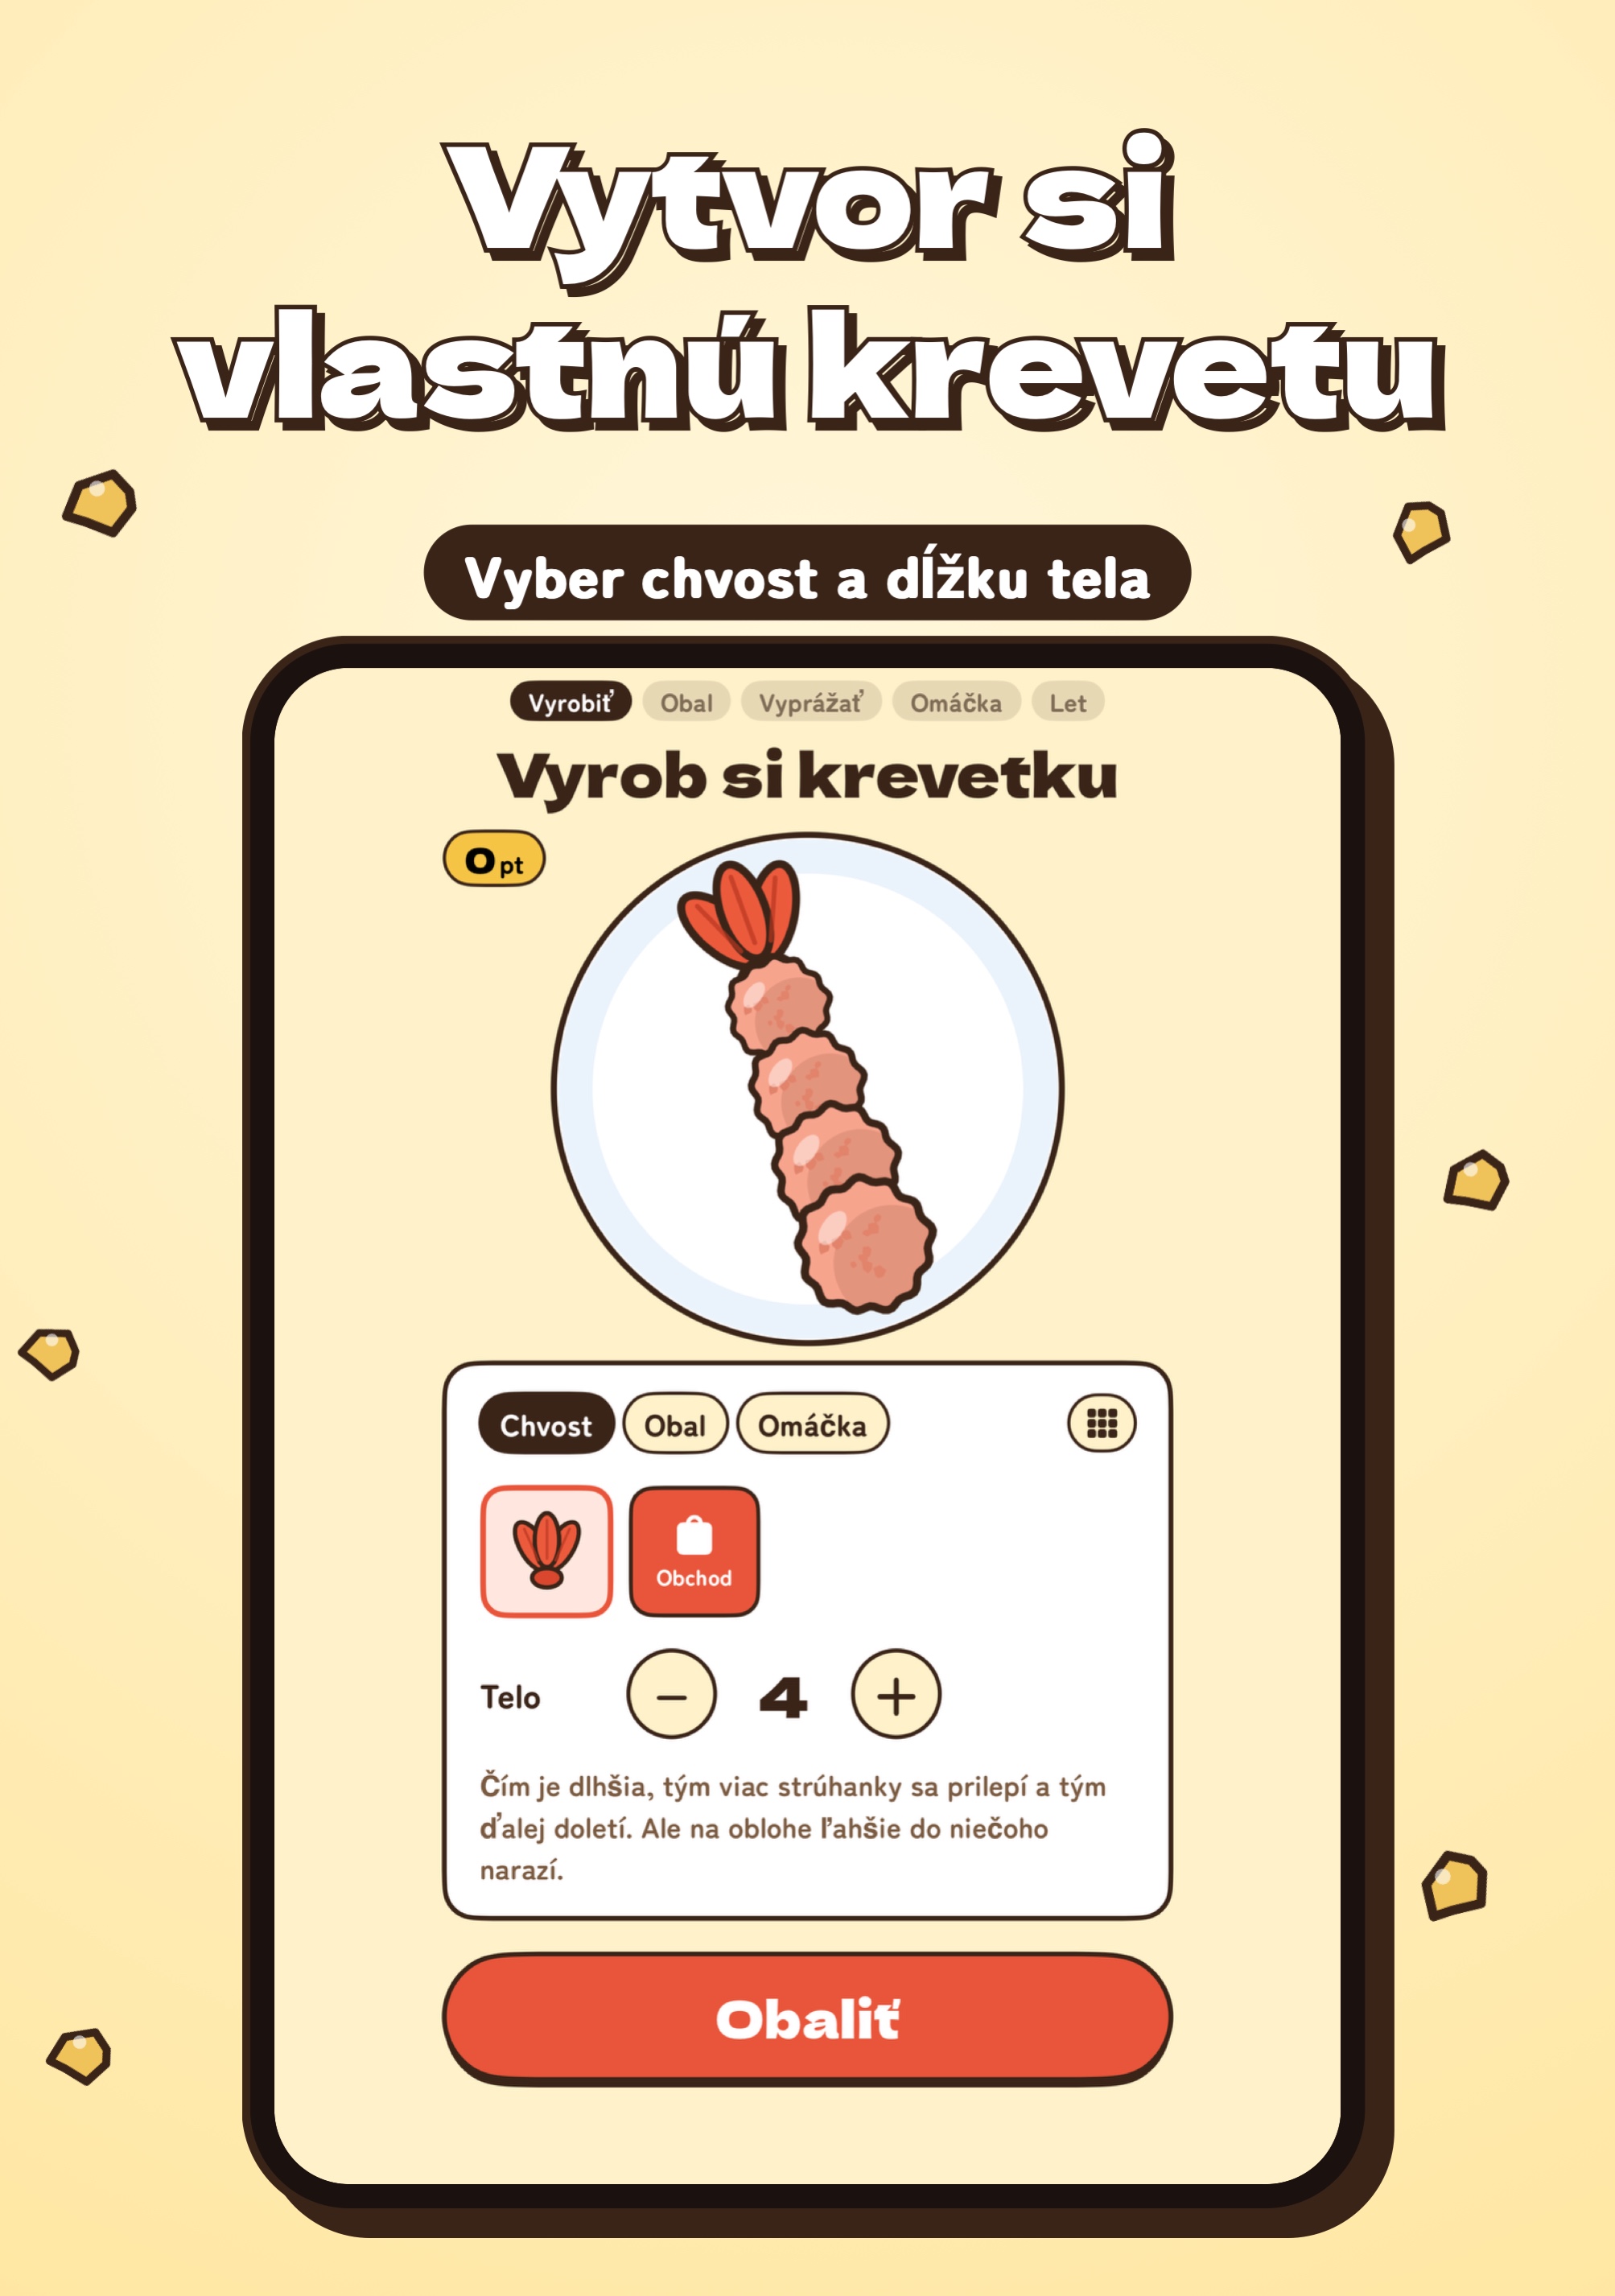 Vytvor si
vlastnú krevetu
Vyber chvost a dĺžku tela
Vyrobiť Obal Vyprážať Omáčka Let
Vyrob si krevetku
0 pt
Chvost Obal Omáčka
Obchod
Telo − 4 +
Čím je dlhšia, tým viac strúhanky sa prilepí a tým
ďalej doletí. Ale na oblohe ľahšie do niečoho
narazí.
Obaliť